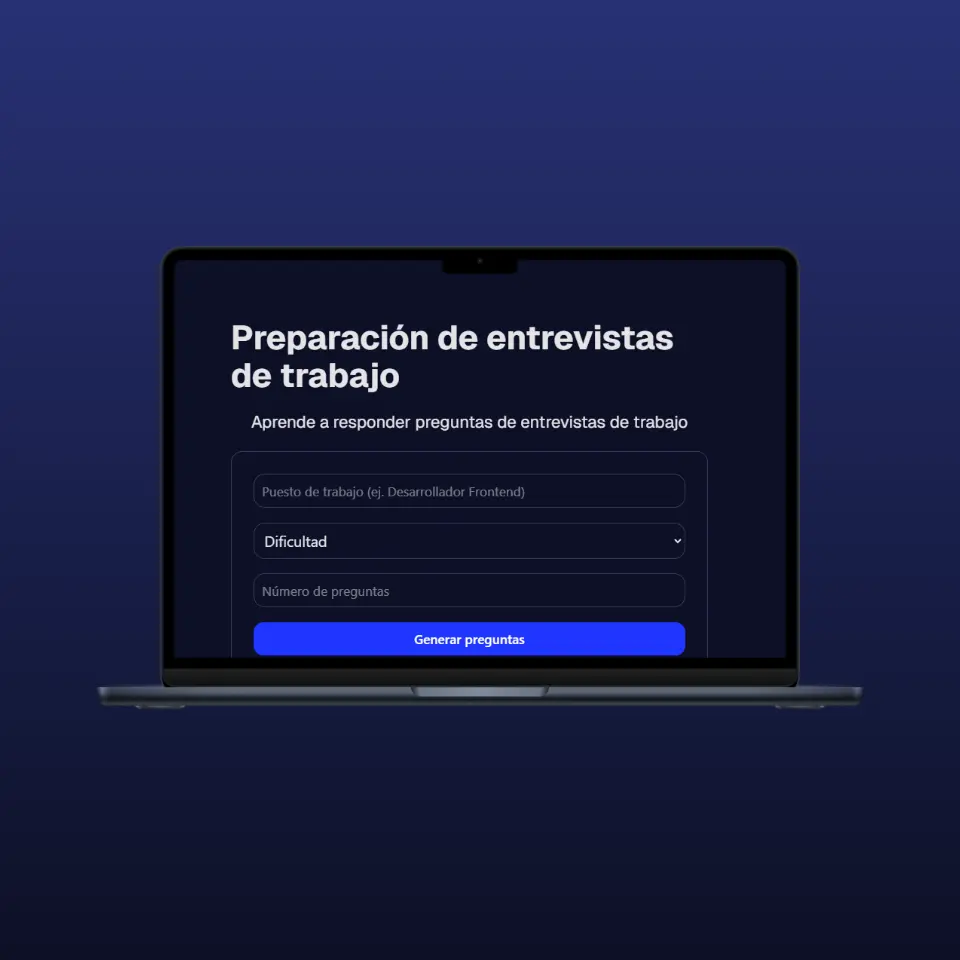 Preparación de entrevistas
de trabajo
Aprende a responder preguntas de entrevistas de trabajo
Puesto de trabajo (ej. Desarrollador Frontend)
Dificultad
Número de preguntas
Generar preguntas